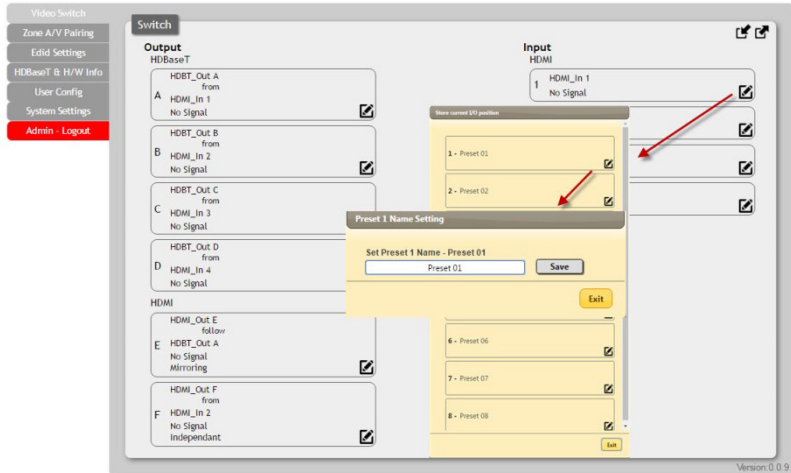 Video Switch
Zone A/V Pairing
Edid Settings
HDBaseT & H/W Info
User Config
System Settings
Admin - Logout
Switch
Output
HDBaseT
A
HDBT_Out A
from
HDMI_In 1
No Signal
B
HDBT_Out B
from
HDMI_In 2
No Signal
C
HDBT_Out C
from
HDMI_In 3
No Signal
D
HDBT_Out D
from
HDMI_In 4
No Signal
HDMI
E
HDMI_Out E
follow
HDBT_Out A
No Signal
Mirroring
F
HDMI_Out F
from
HDMI_In 2
No Signal
Independant
Input
HDMI
1
HDMI_In 1
No Signal
Store current I/O position
1 - Preset 01
2 - Preset 02
Preset 1 Name Setting
Set Preset 1 Name - Preset 01
Preset 01
Save
Exit
6 - Preset 06
7 - Preset 07
8 - Preset 08
Exit
Version:0.0.9